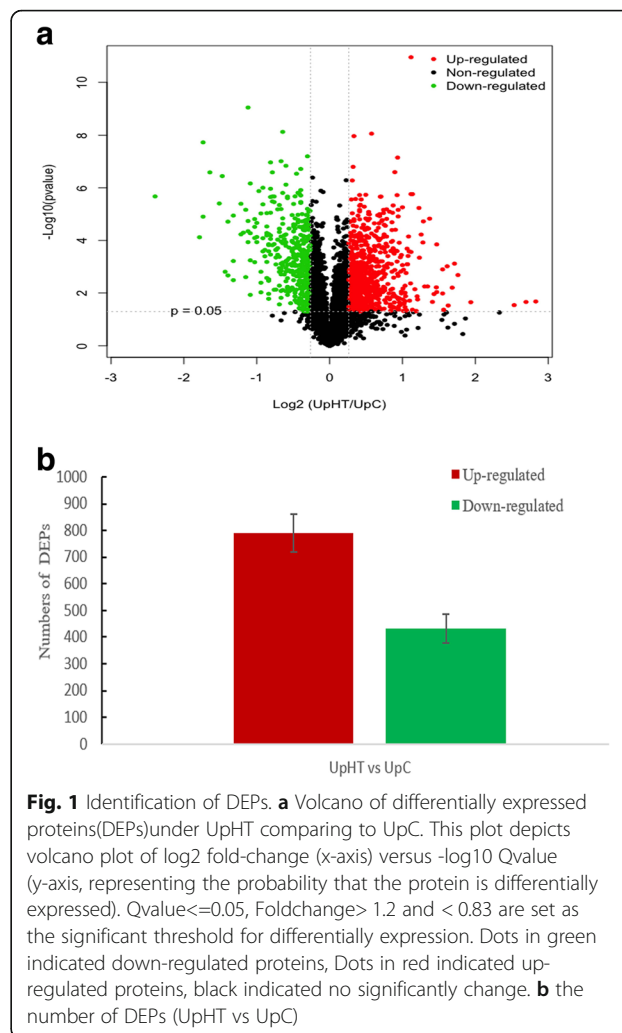 a
Up-regulated
Non-regulated
Down-regulated
10
8
6
4
2
0
-Log10(pvalue)
p = 0.05
-3 -2 -1 0 1 2 3
Log2 (UpHT/UpC)
b
1000
900
800
700
600
500
400
300
200
100
0
Numbers of DEPs
Up-regulated
Down-regulated
UpHT vs UpC
Fig. 1 Identification of DEPs. a Volcano of differentially expressed
proteins(DEPs)under UpHT comparing to UpC. This plot depicts
volcano plot of log2 fold-change (x-axis) versus -log10 Qvalue
(y-axis, representing the probability that the protein is differentially
expressed). Qvalue<=0.05, Foldchange> 1.2 and < 0.83 are set as
the significant threshold for differentially expression. Dots in green
indicated down-regulated proteins, Dots in red indicated up-
regulated proteins, black indicated no significantly change. b the
number of DEPs (UpHT vs UpC)